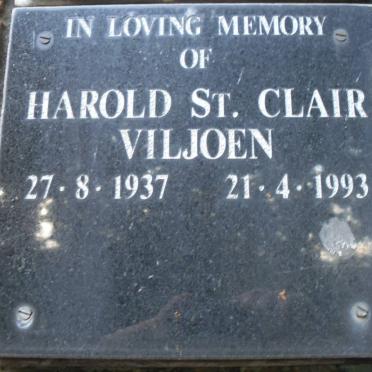 IN LOVING MEMORY
OF
HAROLD ST. CLAIR
VILJOEN
27·8·1937 21·4·1993